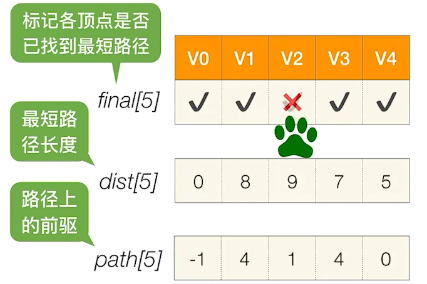 标记各顶点是否
已找到最短路径
V0 V1 V2 V3 V4
final[5] ✓ ✓ ✗ ✓ ✓
最短路
径长度
dist[5] 0 8 9 7 5
路径上
的前驱
path[5] -1 4 1 4 0